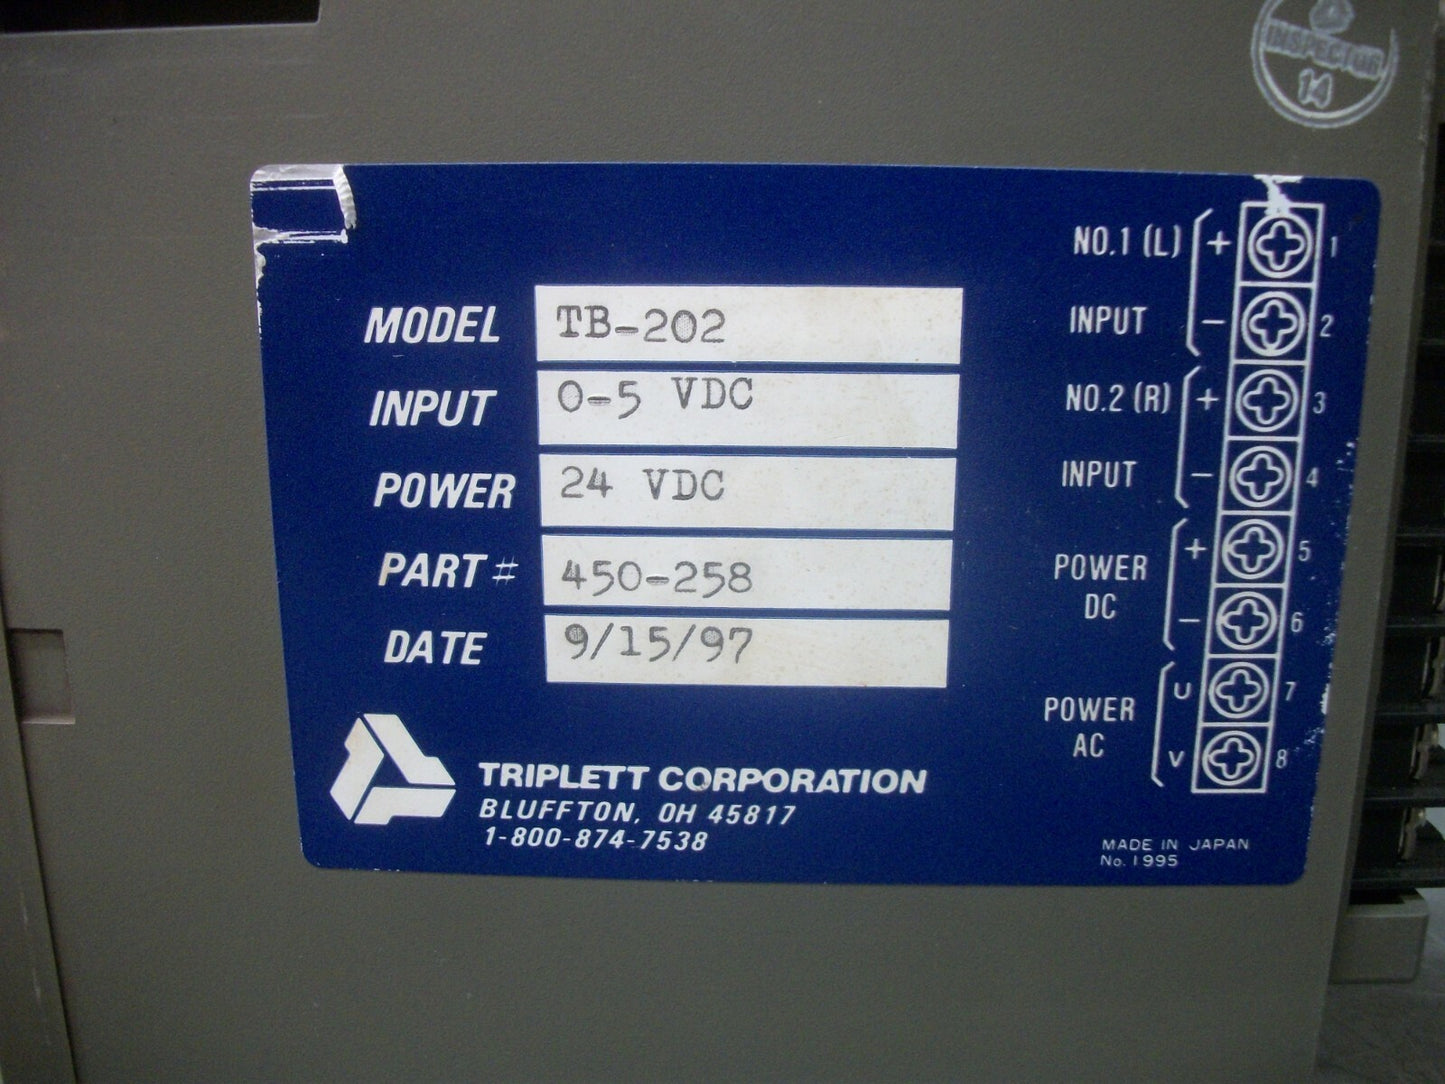 INSPECTOR
14
MODEL TB-202
INPUT 0-5 VDC
POWER 24 VDC
PART # 450-258
DATE 9/15/97
TRIPLETT CORPORATION
BLUFFTON, OH 45817
1-800-874-7538
NO.1 (L) + 1
INPUT - 2
NO.2 (R) + 3
INPUT - 4
POWER + 5
DC - 6
POWER U 7
AC V 8
MADE IN JAPAN
No. 1995